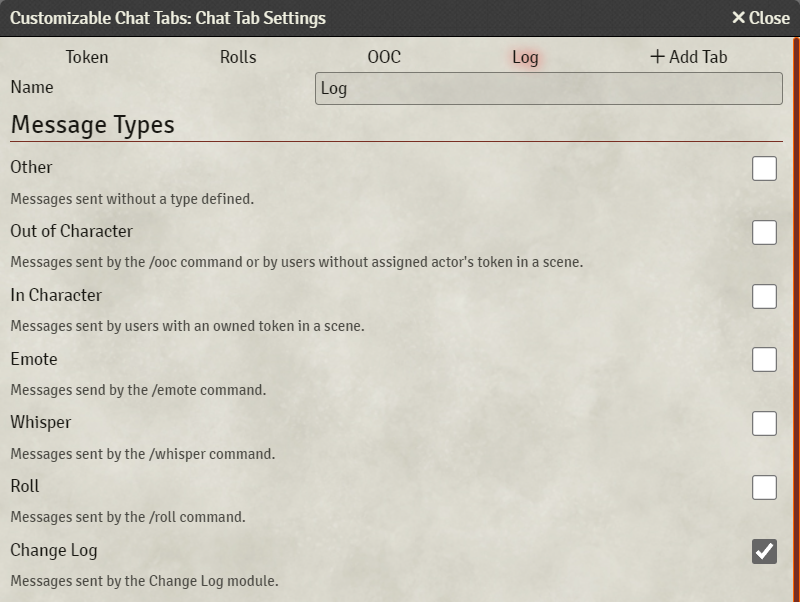 Customizable Chat Tabs: Chat Tab Settings ✕ Close
Token Rolls OOC Log + Add Tab
Name Log
Message Types
Other
Messages sent without a type defined.
Out of Character
Messages sent by the /ooc command or by users without assigned actor's token in a scene.
In Character
Messages sent by users with an owned token in a scene.
Emote
Messages send by the /emote command.
Whisper
Messages sent by the /whisper command.
Roll
Messages sent by the /roll command.
Change Log
Messages sent by the Change Log module.